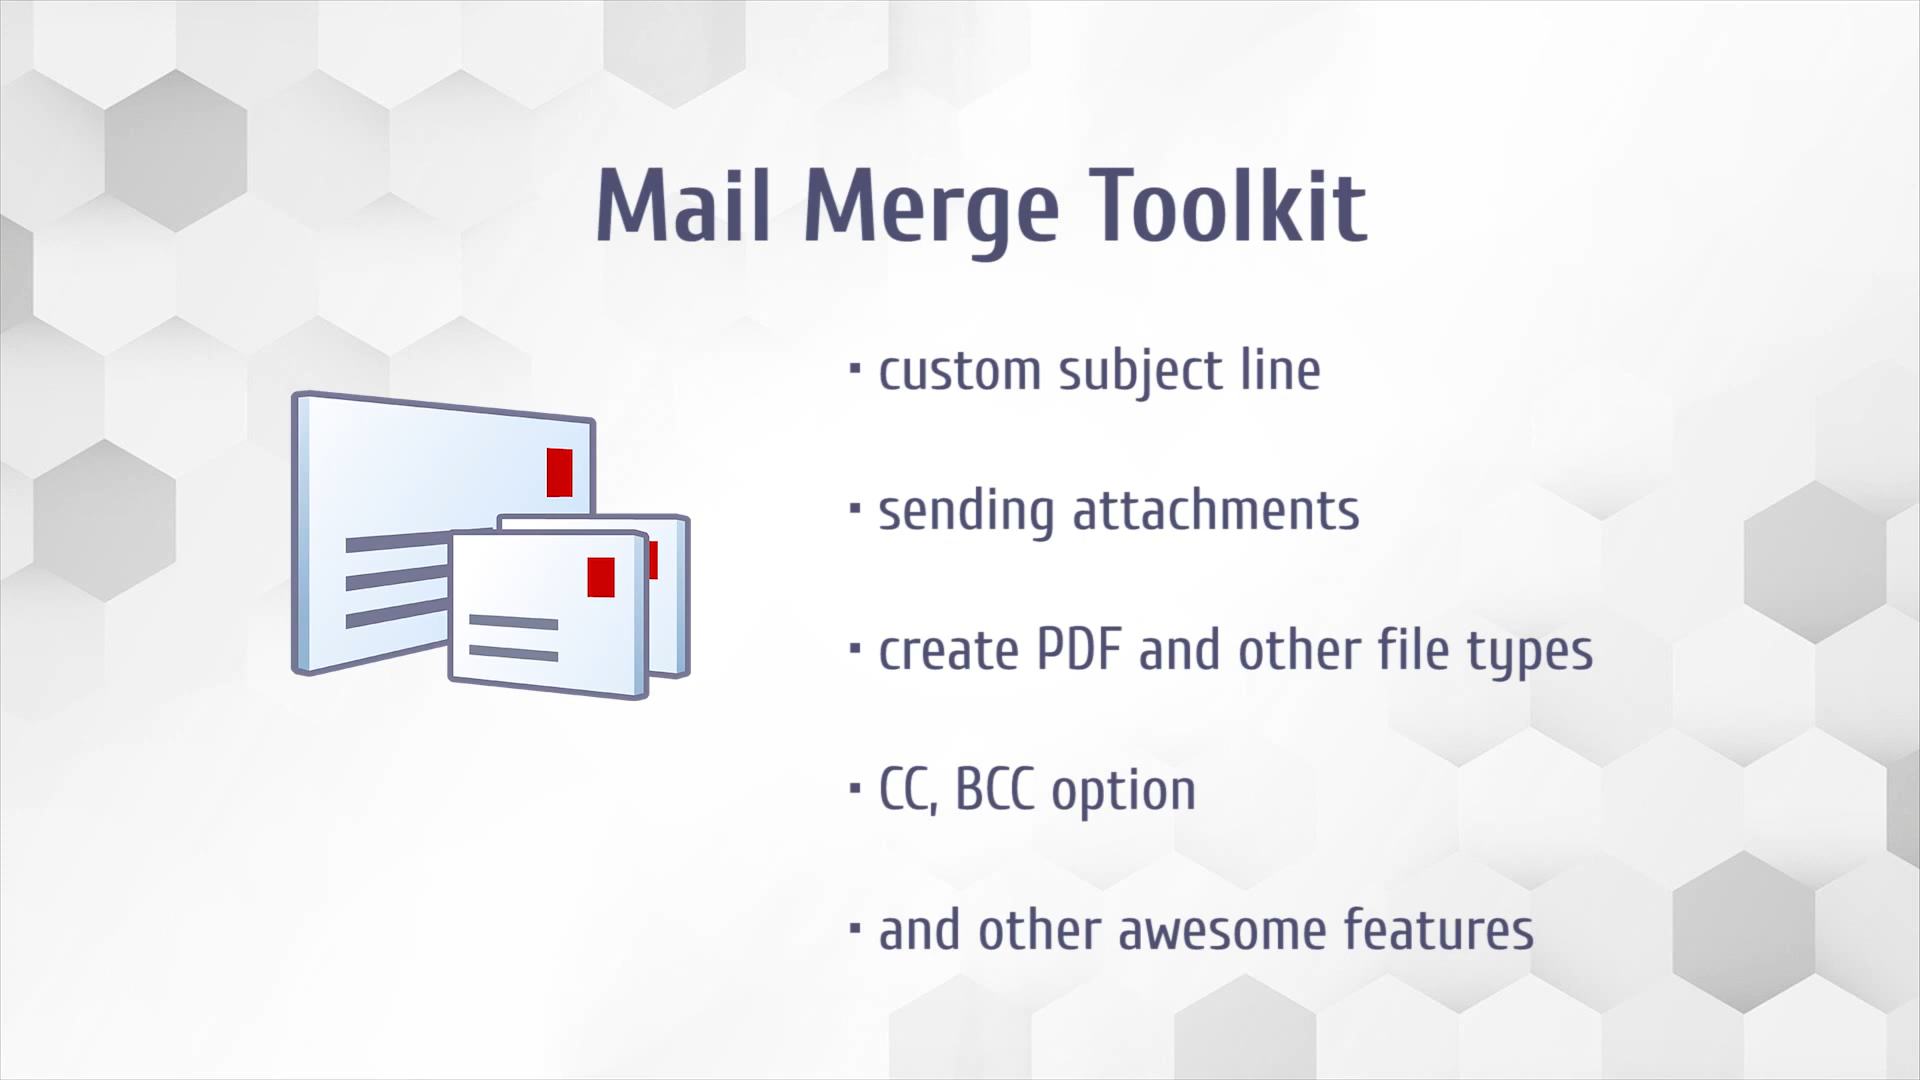 Mail Merge Toolkit
▪ custom subject line
▪ sending attachments
▪ create PDF and other file types
▪ CC, BCC option
▪ and other awesome features